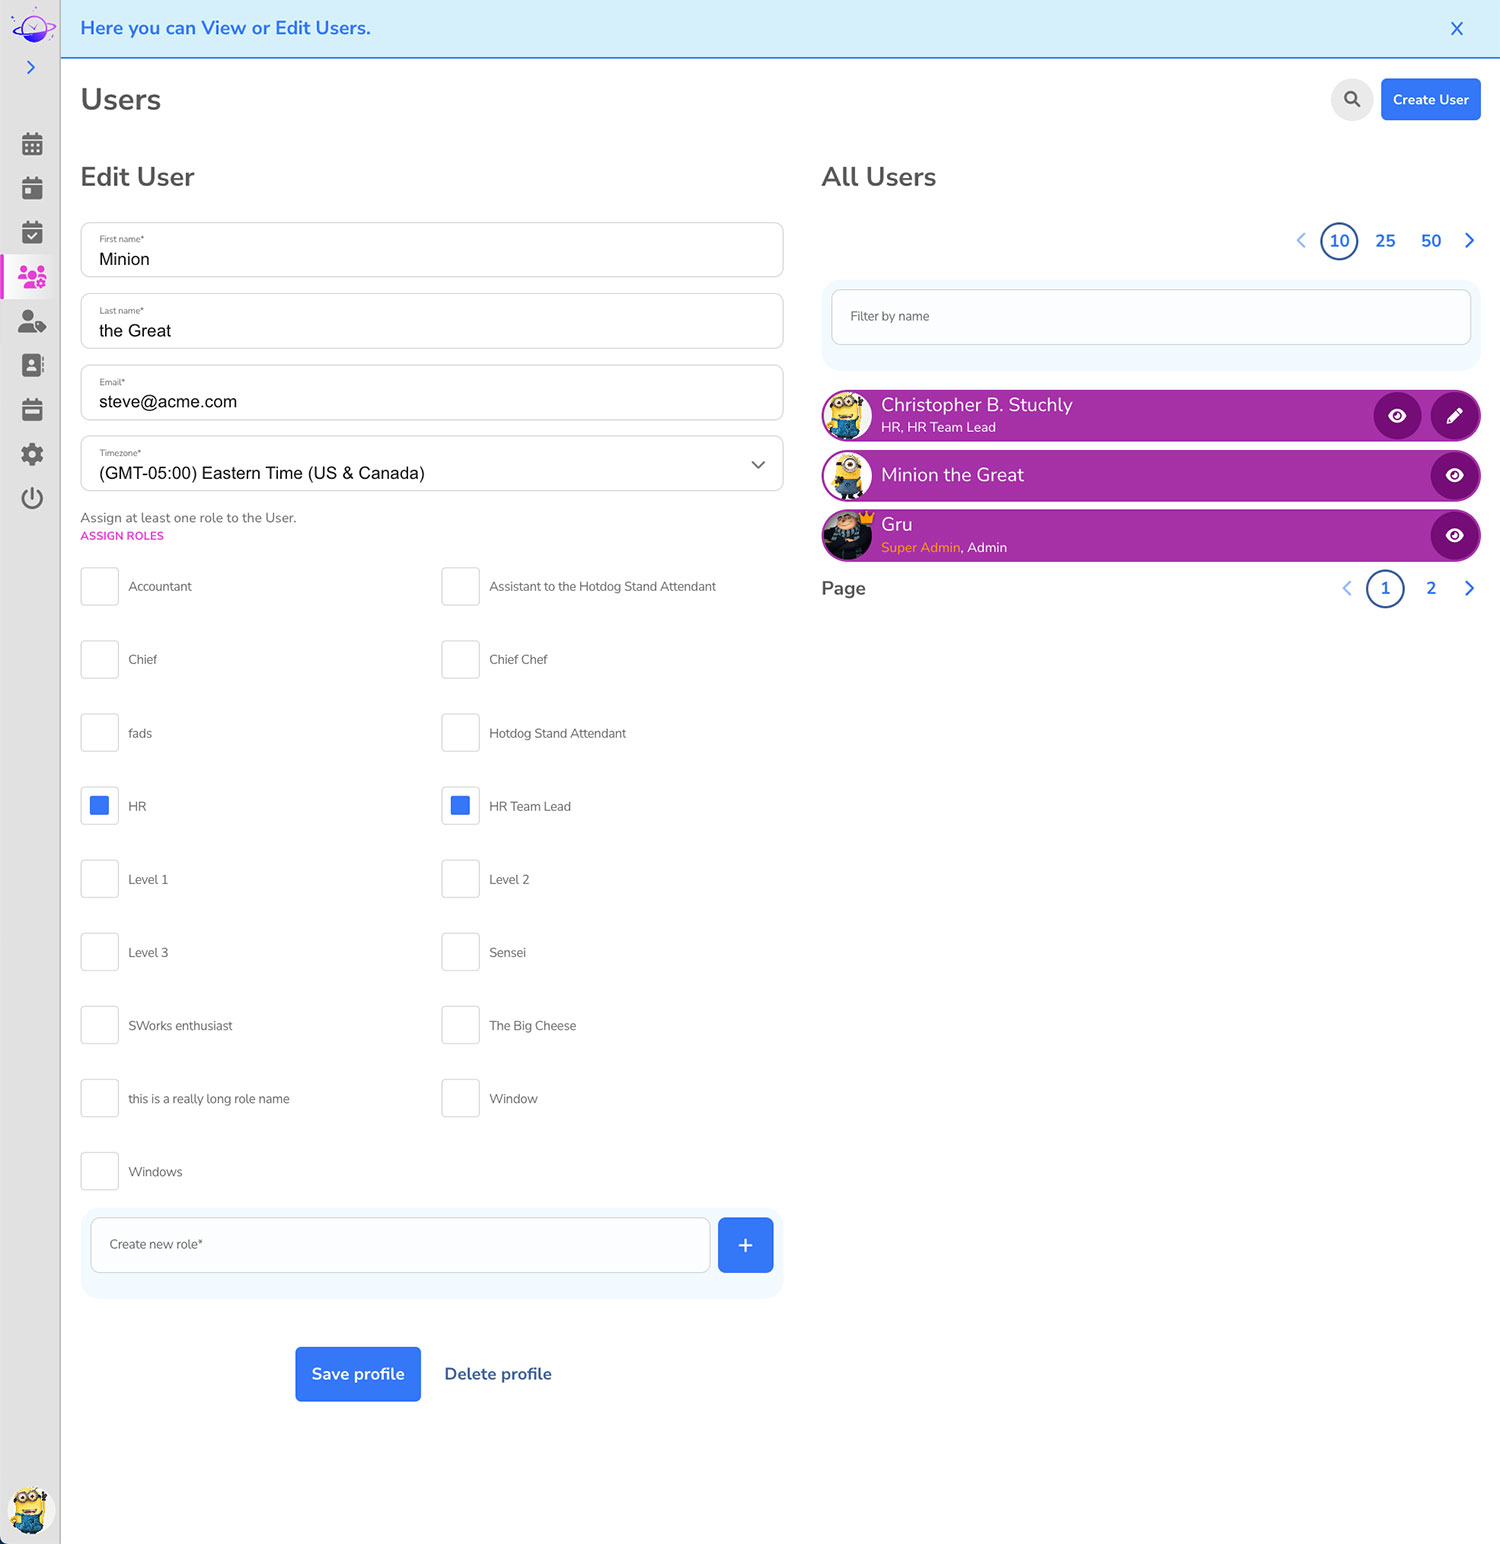 Here you can View or Edit Users.
X
Users
Create User
Edit User
First name*
Minion
Last name*
the Great
Email*
steve@acme.com
Timezone*
(GMT-05:00) Eastern Time (US & Canada)
Assign at least one role to the User.
ASSIGN ROLES
Accountant
Assistant to the Hotdog Stand Attendant
Chief
Chief Chef
fads
Hotdog Stand Attendant
HR
HR Team Lead
Level 1
Level 2
Level 3
Sensei
SWorks enthusiast
The Big Cheese
this is a really long role name
Window
Windows
Create new role*
+
Save profile
Delete profile
All Users
10 25 50
Filter by name
Christopher B. Stuchly
HR, HR Team Lead
Minion the Great
Gru
Super Admin, Admin
Page
1 2